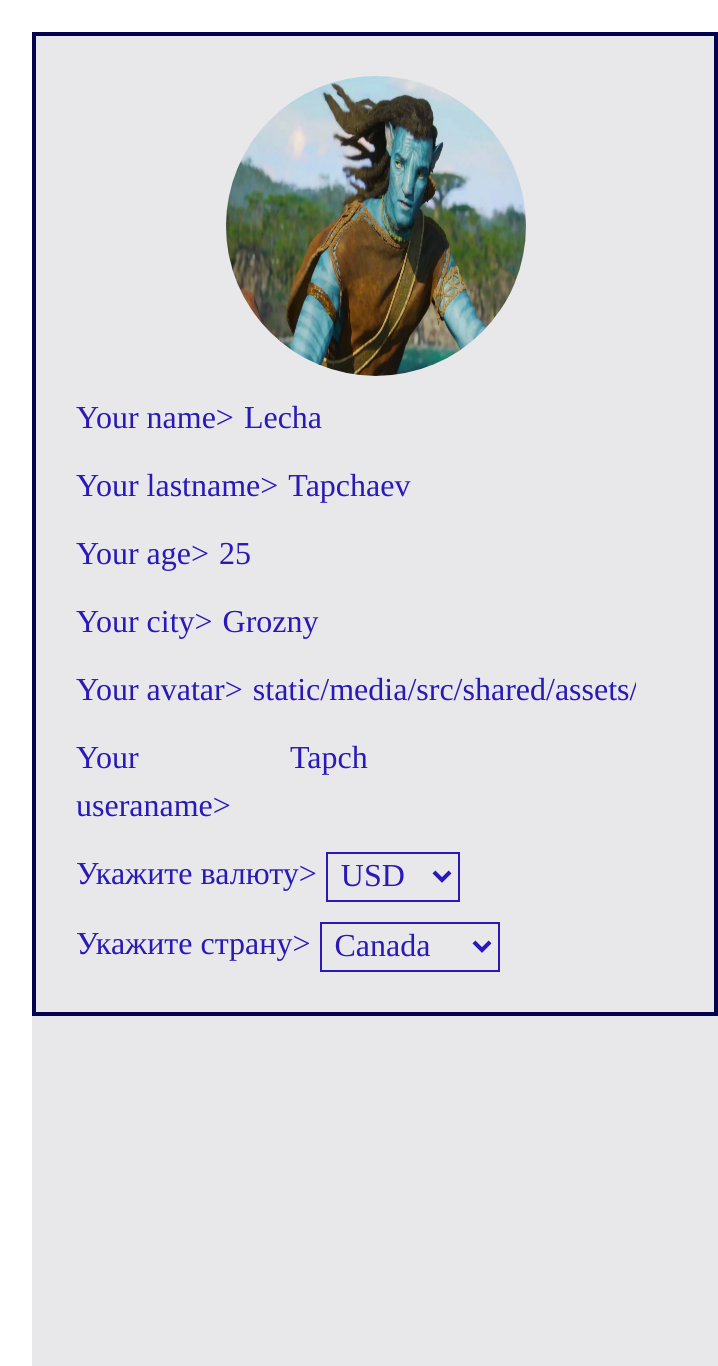 Your name> Lecha
Your lastname> Tapchaev
Your age> 25
Your city> Grozny
Your avatar> static/media/src/shared/assets/
Your Tapch
useraname>
Укажите валюту> USD
Укажите страну> Canada